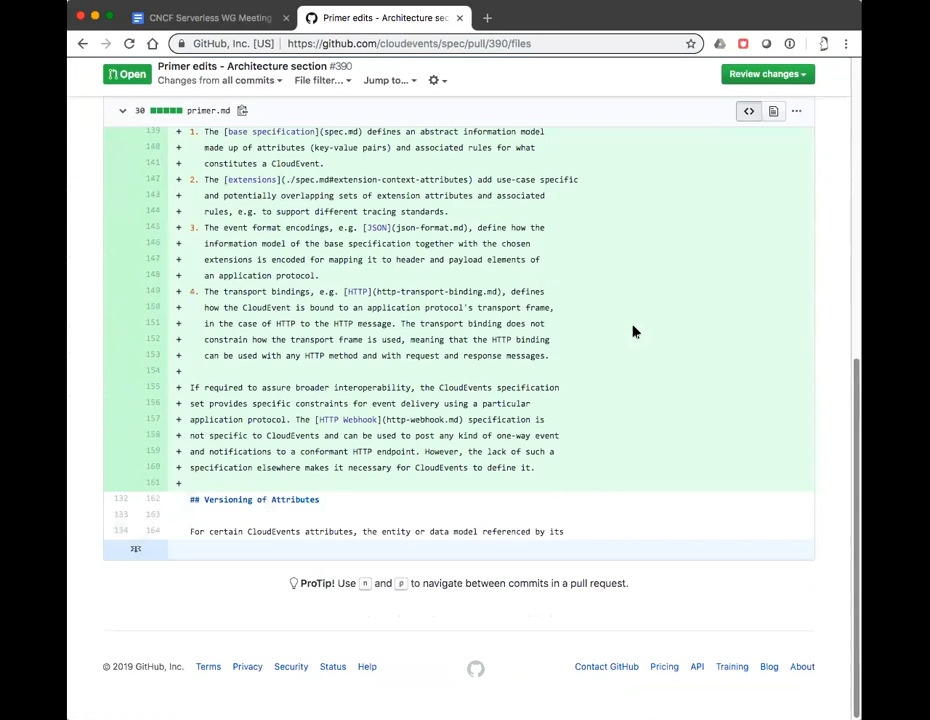 CNCF Serverless WG Meeting
Primer edits - Architecture sec
GitHub, Inc. [US] | https://github.com/cloudevents/spec/pull/390/files
Open
Primer edits - Architecture section #390
Changes from all commits
File filter...
Jump to...
Review changes
30 primer.md
139 + 1. The [base specification](spec.md) defines an abstract information model
140 + made up of attributes (key-value pairs) and associated rules for what
141 + constitutes a CloudEvent.
142 + 2. The [extensions](./spec.md#extension-context-attributes) add use-case specific
143 + and potentially overlapping sets of extension attributes and associated
144 + rules, e.g. to support different tracing standards.
145 + 3. The event format encodings, e.g. [JSON](json-format.md), define how the
146 + information model of the base specification together with the chosen
147 + extensions is encoded for mapping it to header and payload elements of
148 + an application protocol.
149 + 4. The transport bindings, e.g. [HTTP](http-transport-binding.md), defines
150 + how the CloudEvent is bound to an application protocol's transport frame,
151 + in the case of HTTP to the HTTP message. The transport binding does not
152 + constrain how the transport frame is used, meaning that the HTTP binding
153 + can be used with any HTTP method and with request and response messages.
154 +
155 + If required to assure broader interoperability, the CloudEvents specification
156 + set provides specific constraints for event delivery using a particular
157 + application protocol. The [HTTP Webhook](http-webhook.md) specification is
158 + not specific to CloudEvents and can be used to post any kind of one-way event
159 + and notifications to a conformant HTTP endpoint. However, the lack of such a
160 + specification elsewhere makes it necessary for CloudEvents to define it.
161 +
132 162 ## Versioning of Attributes
133 163
134 164 For certain CloudEvents attributes, the entity or data model referenced by its
ProTip! Use n and p to navigate between commits in a pull request.
© 2019 GitHub, Inc. Terms Privacy Security Status Help
Contact GitHub Pricing API Training Blog About